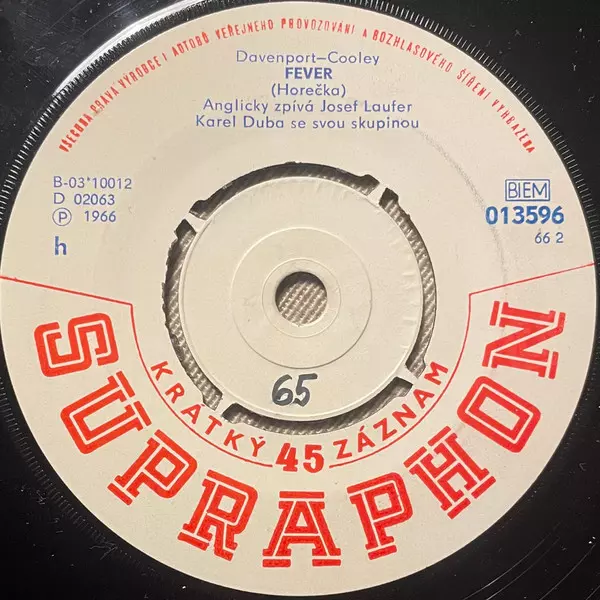 VŠECHNA PRÁVA VÝROBCE I AUTORŮ VEŘEJNÉHO PROVOZOVÁNÍ A ROZHLASOVÉHO ŠÍŘENÍ VYHRAZENA
Davenport–Cooley
FEVER
(Horečka)
Anglicky zpívá Josef Laufer
Karel Duba se svou skupinou
B-03*10012
D 02063
Ⓟ 1966
h
BIEM
013596
66 2
65
KRÁTKÝ 45 ZÁZNAM
SUPRAPHON